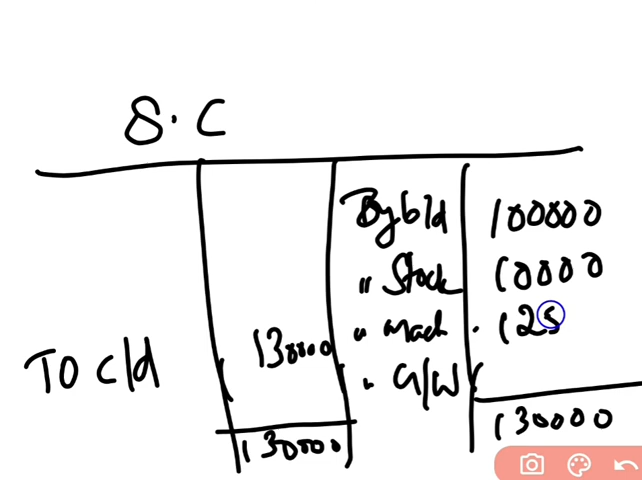 S. C
By b/d 100000
" Stock 10000
" Mach. 125
To c/d 130000 " G/W
130000 130000